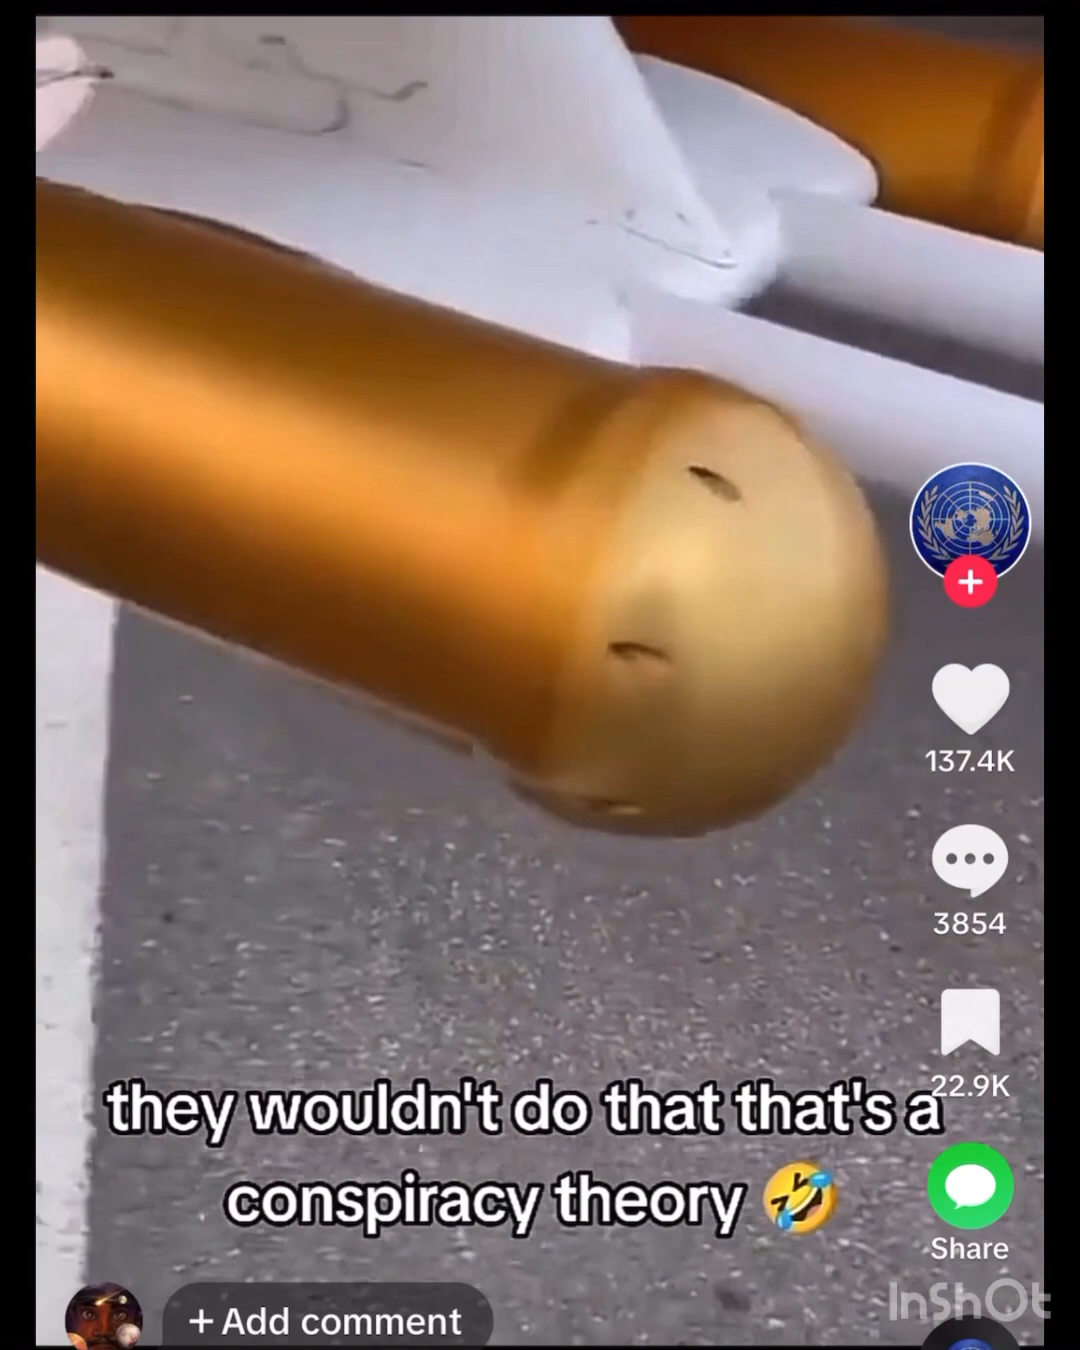 137.4K
3854
22.9K
they wouldn't do that that's a
conspiracy theory 🤣
Share
+ Add comment
InShOt